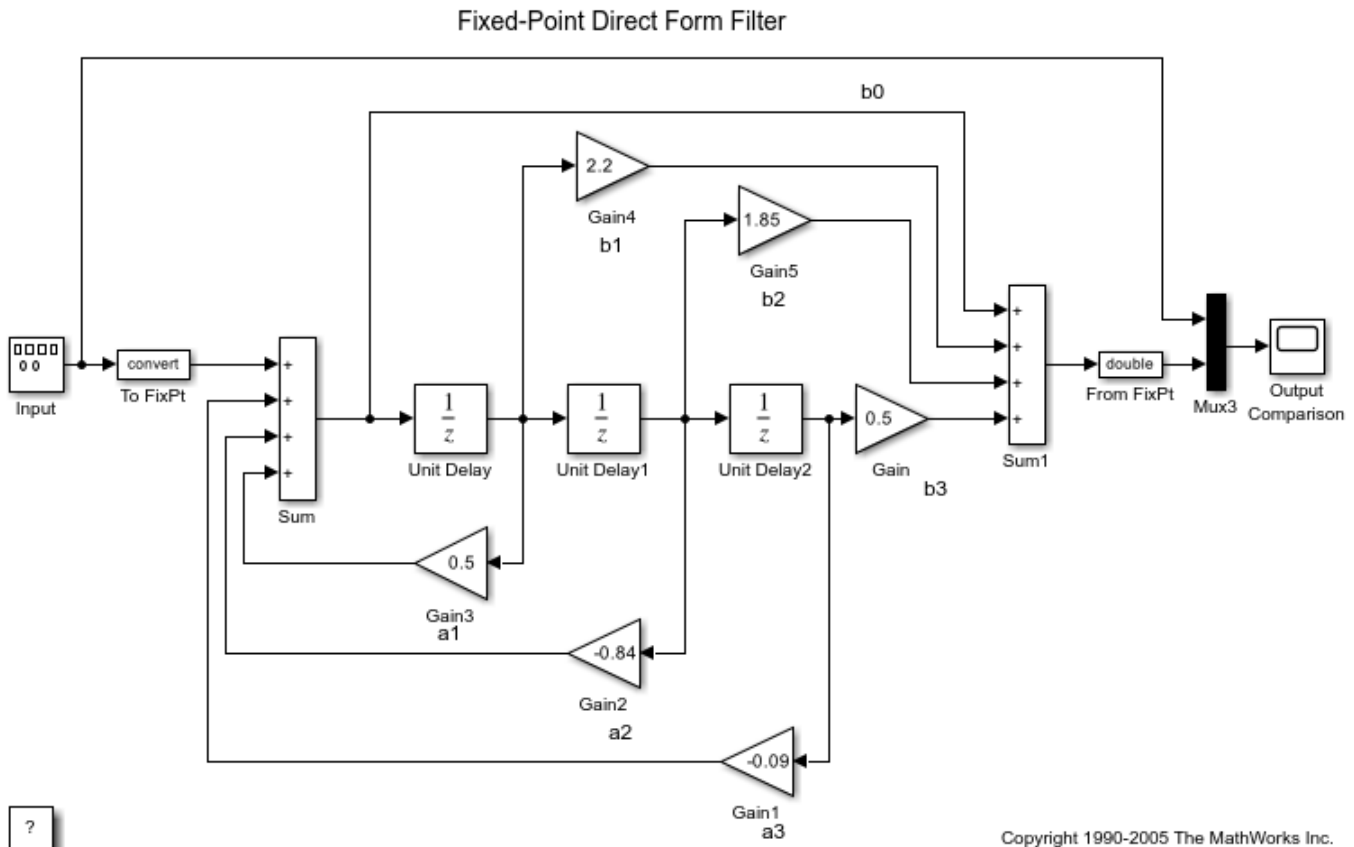 Fixed-Point Direct Form Filter
b0
2.2
Gain4
b1
1.85
Gain5
b2
Input
convert
To FixPt
+
+
+
+
Sum
1
z
Unit Delay
1
z
Unit Delay1
1
z
Unit Delay2
0.5
Gain
b3
+
+
+
+
Sum1
double
From FixPt
Mux3
Output
Comparison
0.5
Gain3
a1
-0.84
Gain2
a2
-0.09
Gain1
a3
?
Copyright 1990-2005 The MathWorks Inc.